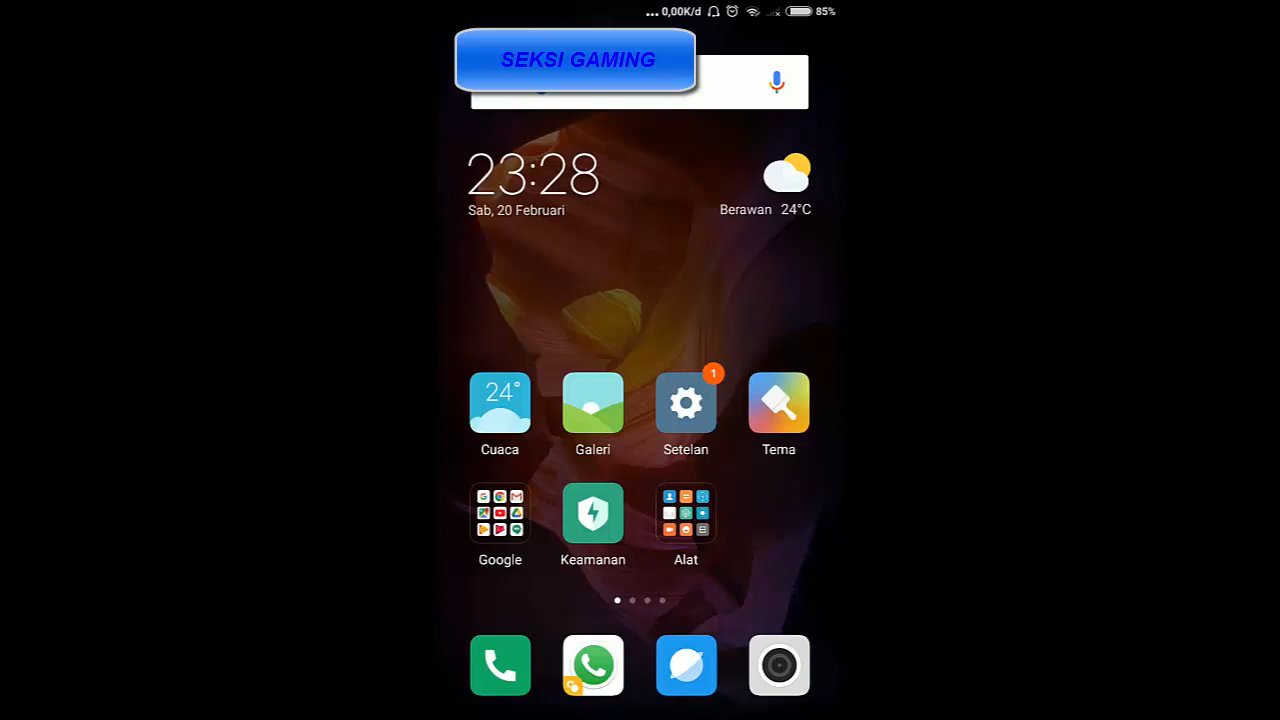 ... 0,00K/d 85%
SEKSI GAMING
23:28
Sab, 20 Februari
Berawan 24°C
24°
1
Cuaca Galeri Setelan Tema
Google Keamanan Alat